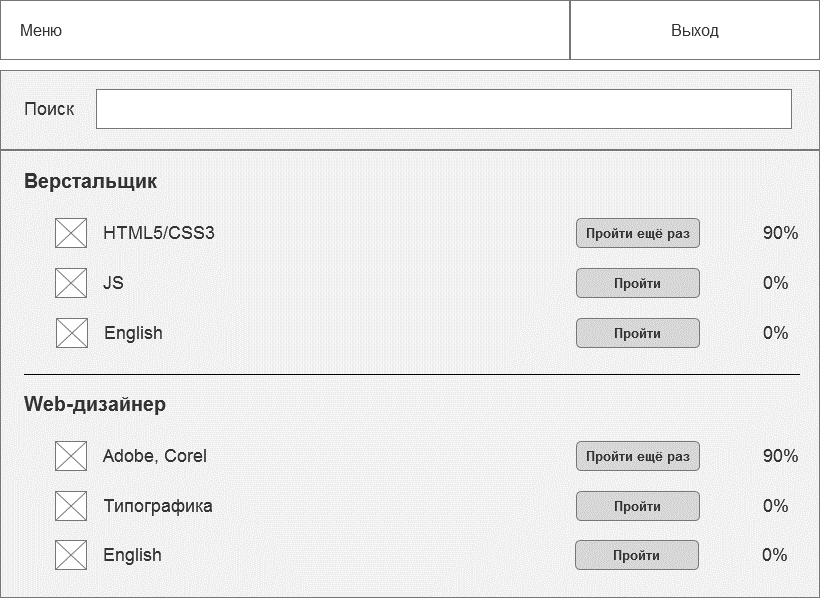 Меню Выход
Поиск
Верстальщик
HTML5/CSS3 Пройти ещё раз 90%
JS Пройти 0%
English Пройти 0%
Web-дизайнер
Adobe, Corel Пройти ещё раз 90%
Типографика Пройти 0%
English Пройти 0%